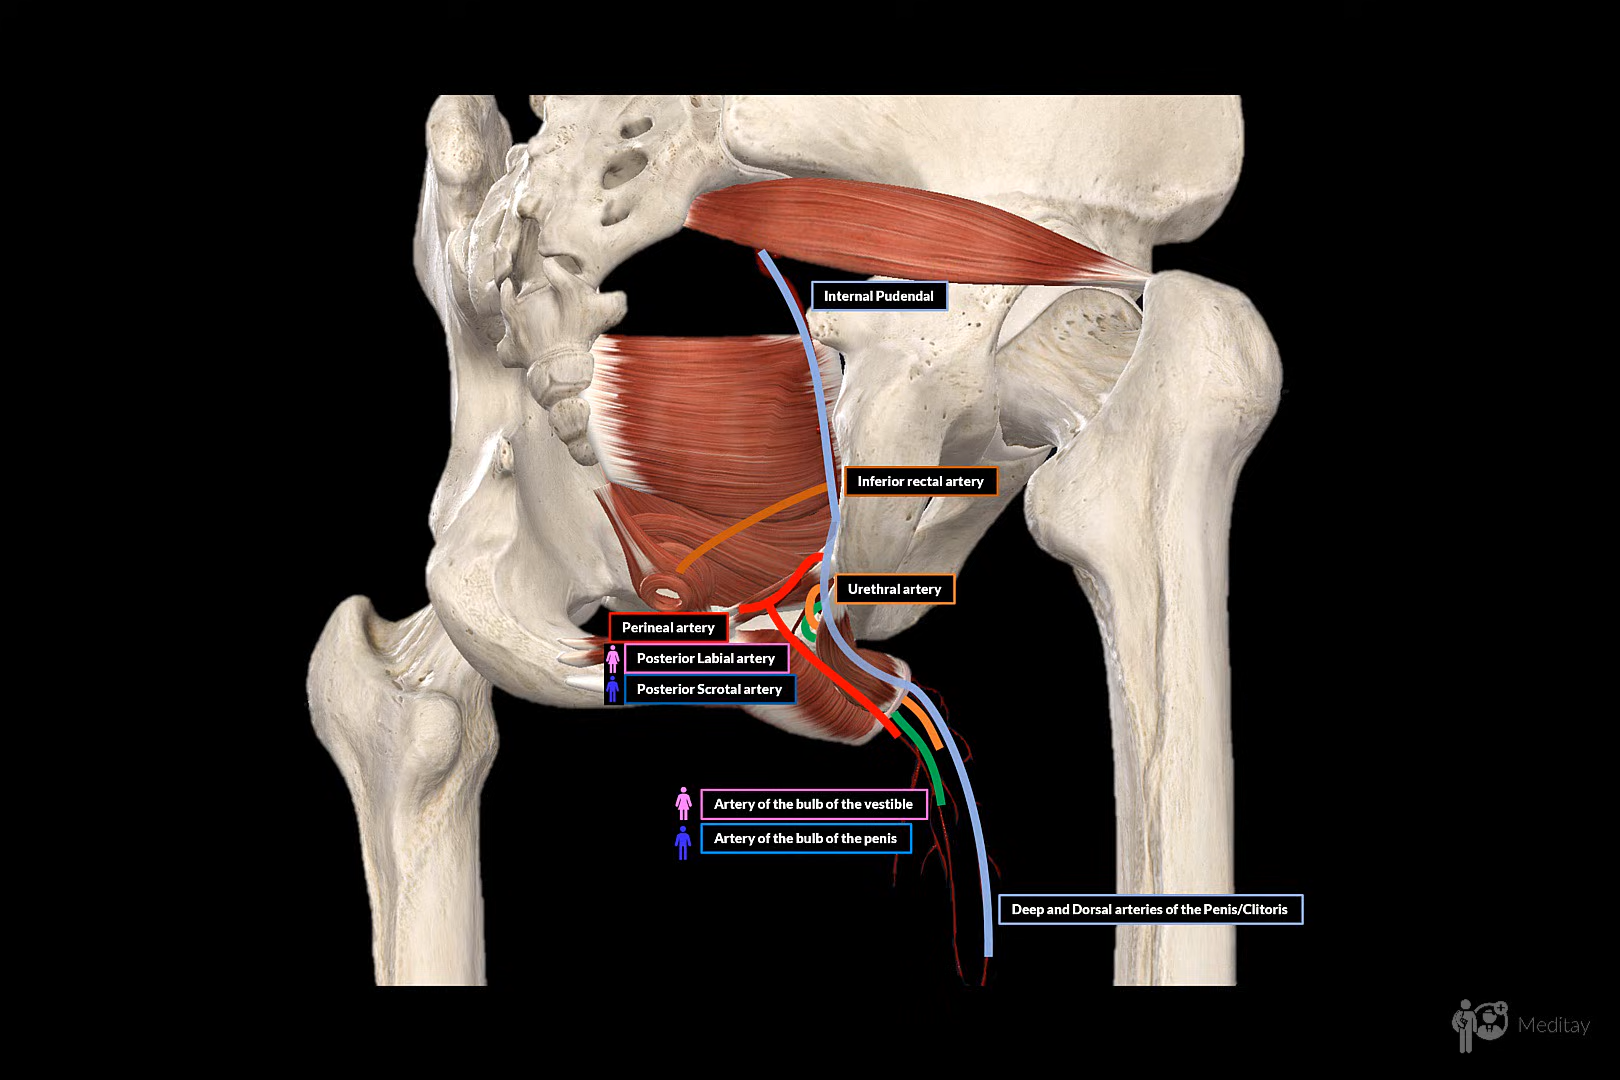 Internal Pudendal
Inferior rectal artery
Urethral artery
Perineal artery
Posterior Labial artery
Posterior Scrotal artery
Artery of the bulb of the vestible
Artery of the bulb of the penis
Deep and Dorsal arteries of the Penis/Clitoris
Meditay